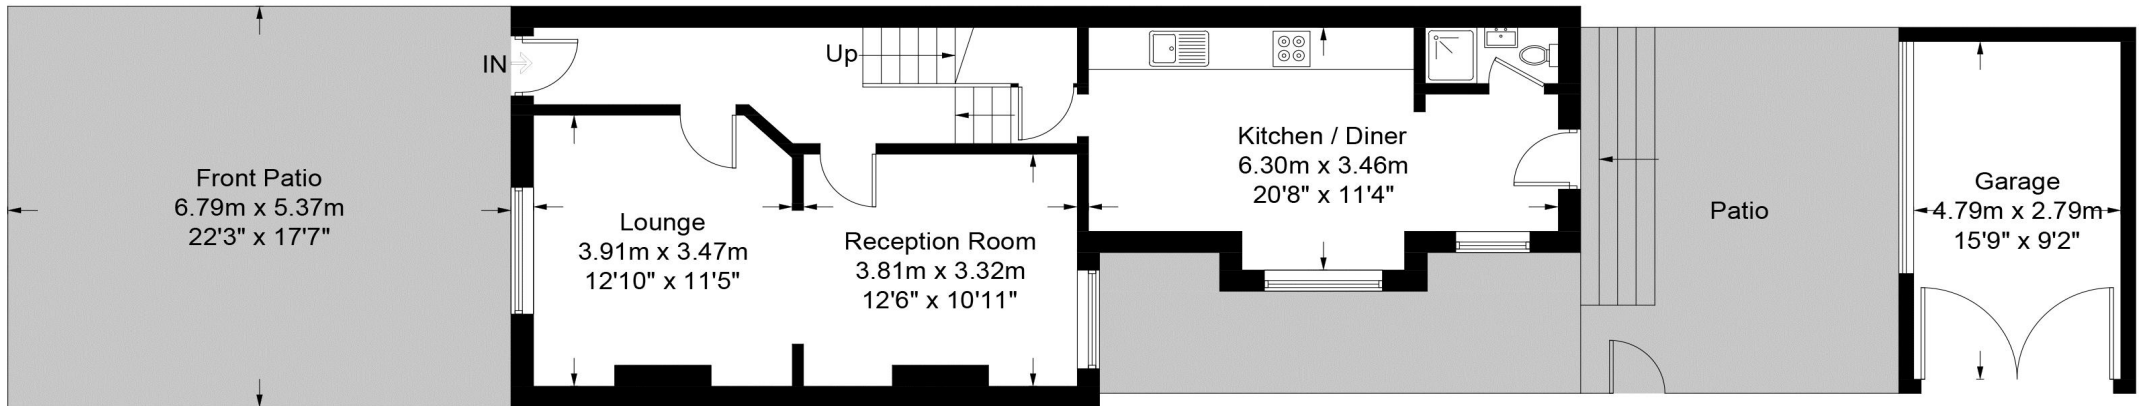 IN
Up
Front Patio
6.79m x 5.37m
22'3" x 17'7"
Lounge
3.91m x 3.47m
12'10" x 11'5"
Reception Room
3.81m x 3.32m
12'6" x 10'11"
Kitchen / Diner
6.30m x 3.46m
20'8" x 11'4"
Patio
Garage
4.79m x 2.79m
15'9" x 9'2"